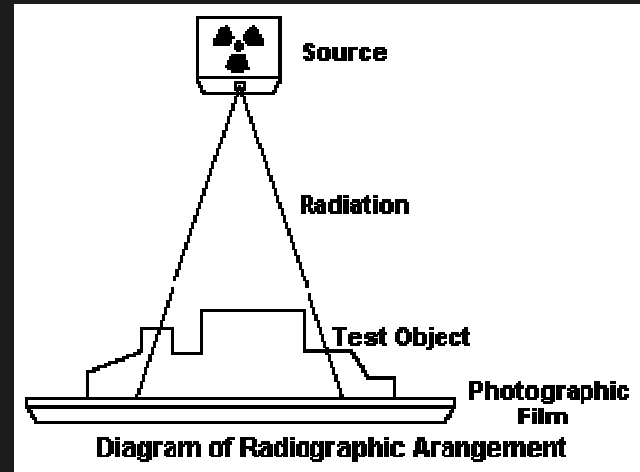 Source
Radiation
Test Object
Photographic
Film
Diagram of Radiographic Arangement